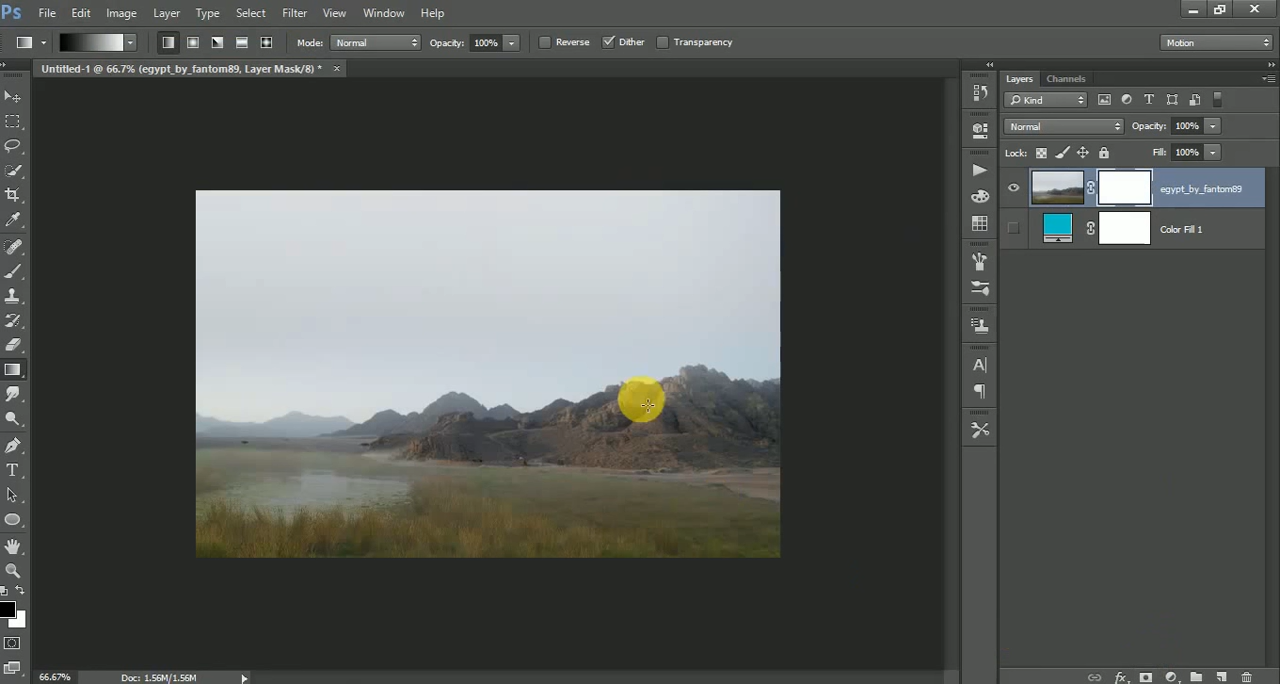 Ps File Edit Image Layer Type Select Filter View Window Help
Mode: Normal Opacity: 100% Reverse Dither Transparency Motion
Untitled-1 @ 66.7% (egypt_by_fantom89, Layer Mask/8) * ×
Layers Channels
Kind T
Normal Opacity: 100%
Lock: Fill: 100%
egypt_by_fantom89
Color Fill 1
A
T
66.67% Doc: 1.56M/1.56M
fx